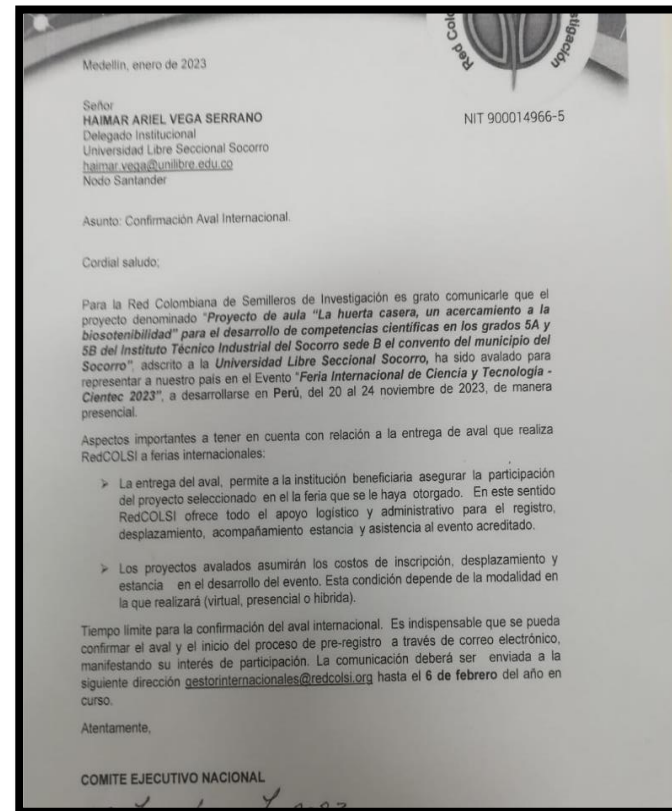 Red Colo
stigación
Medellín, enero de 2023
NIT 900014966-5
Señor
HAIMAR ARIEL VEGA SERRANO
Delegado Institucional
Universidad Libre Seccional Socorro
haimar.vega@unilibre.edu.co
Nodo Santander
Asunto: Confirmación Aval Internacional.
Cordial saludo;
Para la Red Colombiana de Semilleros de Investigación es grato comunicarle que el
proyecto denominado "Proyecto de aula "La huerta casera, un acercamiento a la
biosotenibilidad" para el desarrollo de competencias científicas en los grados 5A y
5B del Instituto Técnico Industrial del Socorro sede B el convento del municipio del
Socorro", adscrito a la Universidad Libre Seccional Socorro, ha sido avalado para
representar a nuestro país en el Evento "Feria Internacional de Ciencia y Tecnología -
Cientec 2023", a desarrollarse en Perú, del 20 al 24 noviembre de 2023, de manera
presencial.
Aspectos importantes a tener en cuenta con relación a la entrega de aval que realiza
RedCOLSI a ferias internacionales:
➢ La entrega del aval, permite a la institución beneficiaria asegurar la participación
del proyecto seleccionado en el la feria que se le haya otorgado. En este sentido
RedCOLSI ofrece todo el apoyo logístico y administrativo para el registro,
desplazamiento, acompañamiento estancia y asistencia al evento acreditado.
➢ Los proyectos avalados asumirán los costos de inscripción, desplazamiento y
estancia en el desarrollo del evento. Esta condición depende de la modalidad en
la que realizará (virtual, presencial o hibrida).
Tiempo límite para la confirmación del aval internacional. Es indispensable que se pueda
confirmar el aval y el inicio del proceso de pre-registro a través de correo electrónico,
manifestando su interés de participación. La comunicación deberá ser enviada a la
siguiente dirección gestorinternacionales@redcolsi.org hasta el 6 de febrero del año en
curso.
Atentamente,
COMITE EJECUTIVO NACIONAL